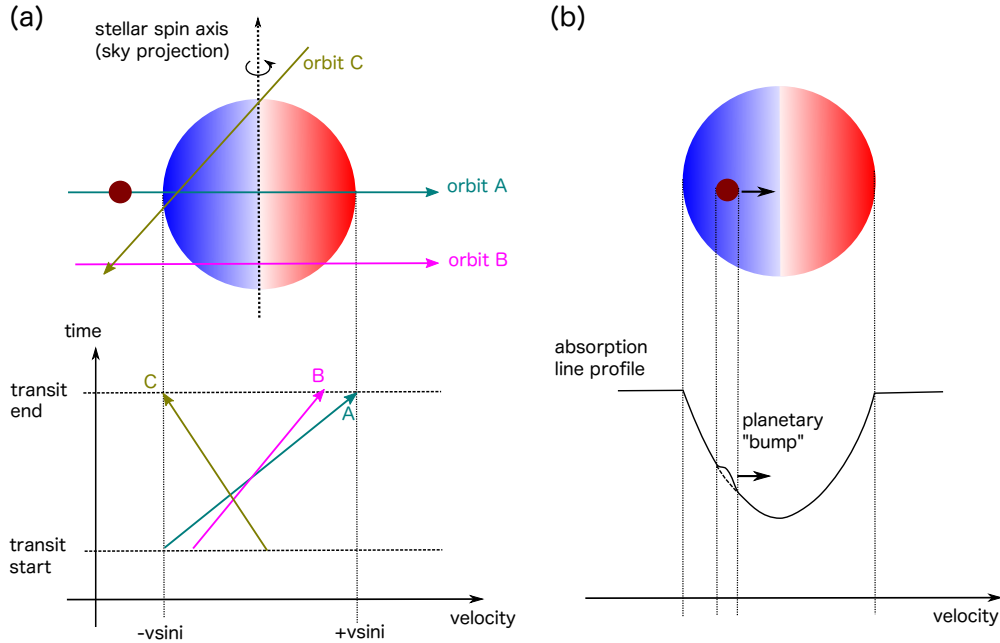 (a)
stellar spin axis
(sky projection)
orbit C
orbit A
orbit B
time
transit
end
C
B
A
transit
start
velocity
-vsini
+vsini
(b)
absorption
line profile
planetary
"bump"
velocity